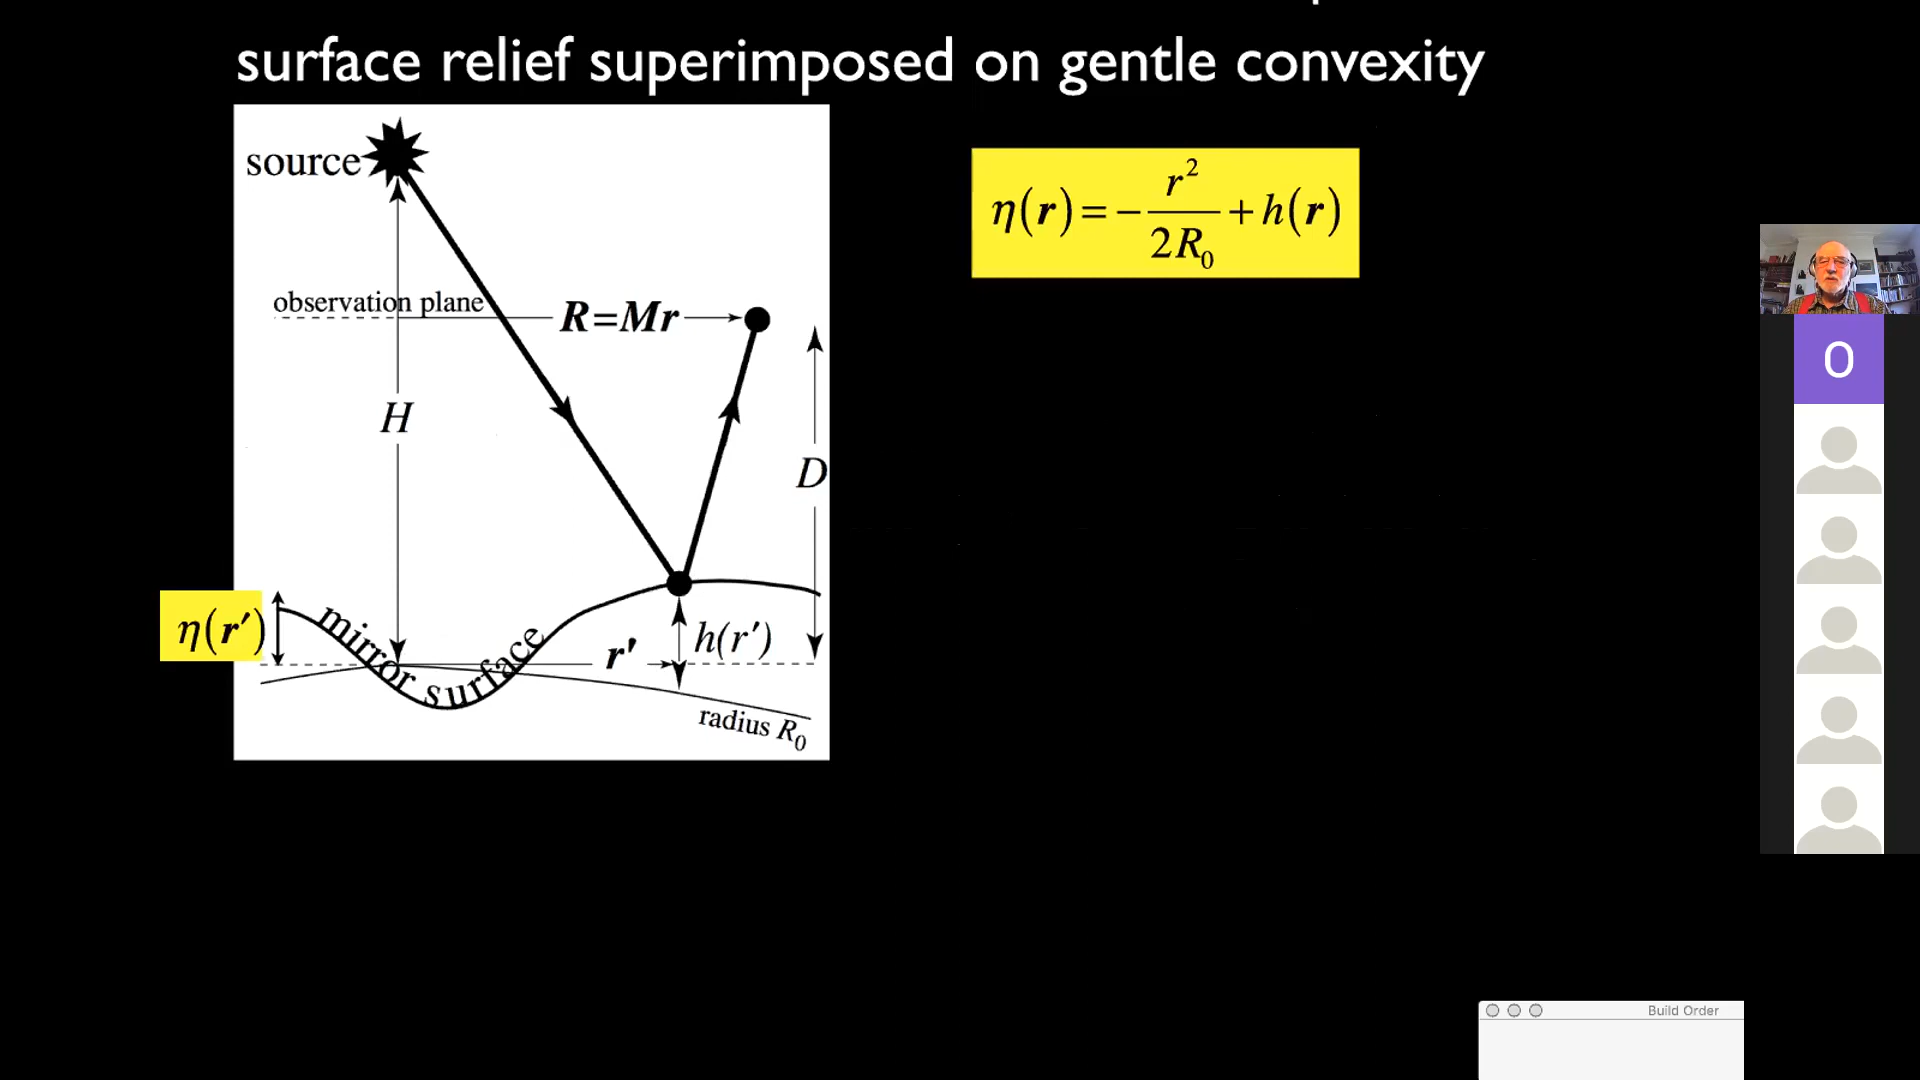 surface relief superimposed on gentle convexity
source
η(r) = − r² / 2R₀ + h(r)
observation plane
R=Mr
H
D
η(r′)
mirror surface
r′
h(r′)
radius R₀
O
Build Order